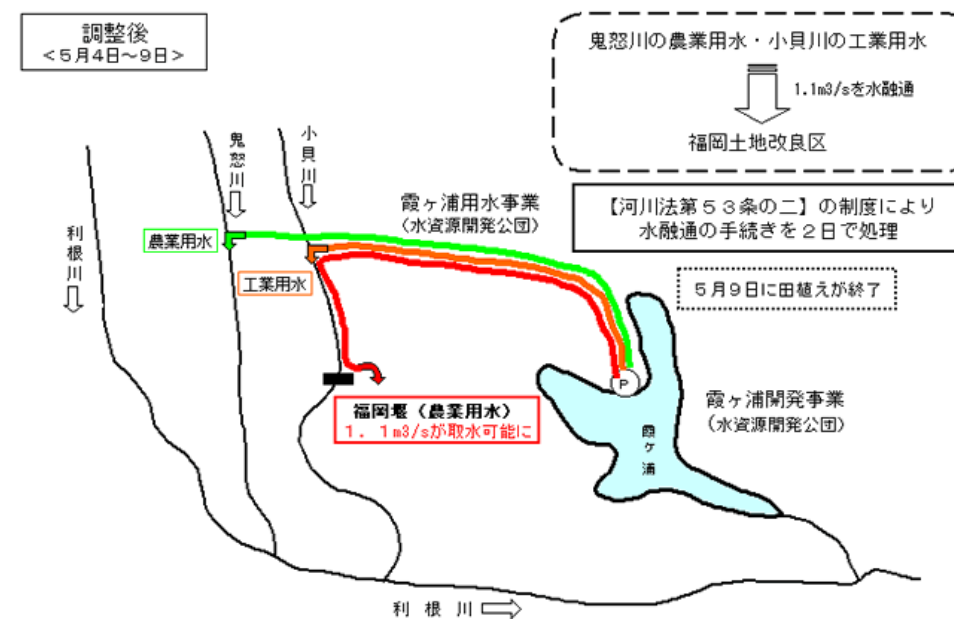 調整後
<5月4日~9日>
鬼怒川の農業用水・小貝川の工業用水
1.1m3/sを水融通
福岡土地改良区
【河川法第53条の二】の制度により
水融通の手続きを2日で処理
5月9日に田植えが終了
利根川
鬼怒川
小貝川
霞ヶ浦用水事業
(水資源開発公団)
農業用水
工業用水
福岡堰(農業用水)
1.1m3/sが取水可能に
P
霞ヶ浦
霞ヶ浦開発事業
(水資源開発公団)
利根川